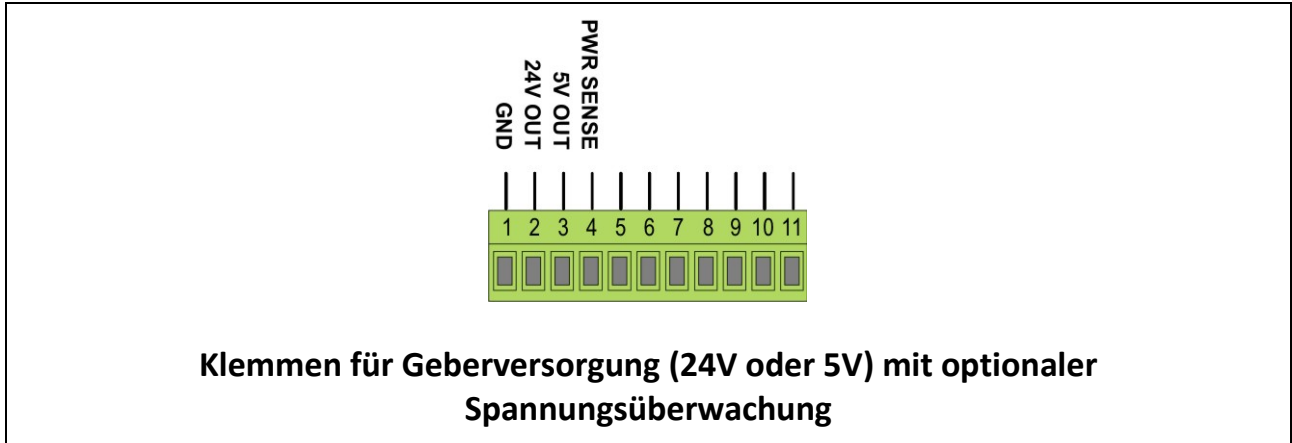 GND
24V OUT
5V OUT
PWR SENSE
1 2 3 4 5 6 7 8 9 10 11
Klemmen für Geberversorgung (24V oder 5V) mit optionaler
Spannungsüberwachung